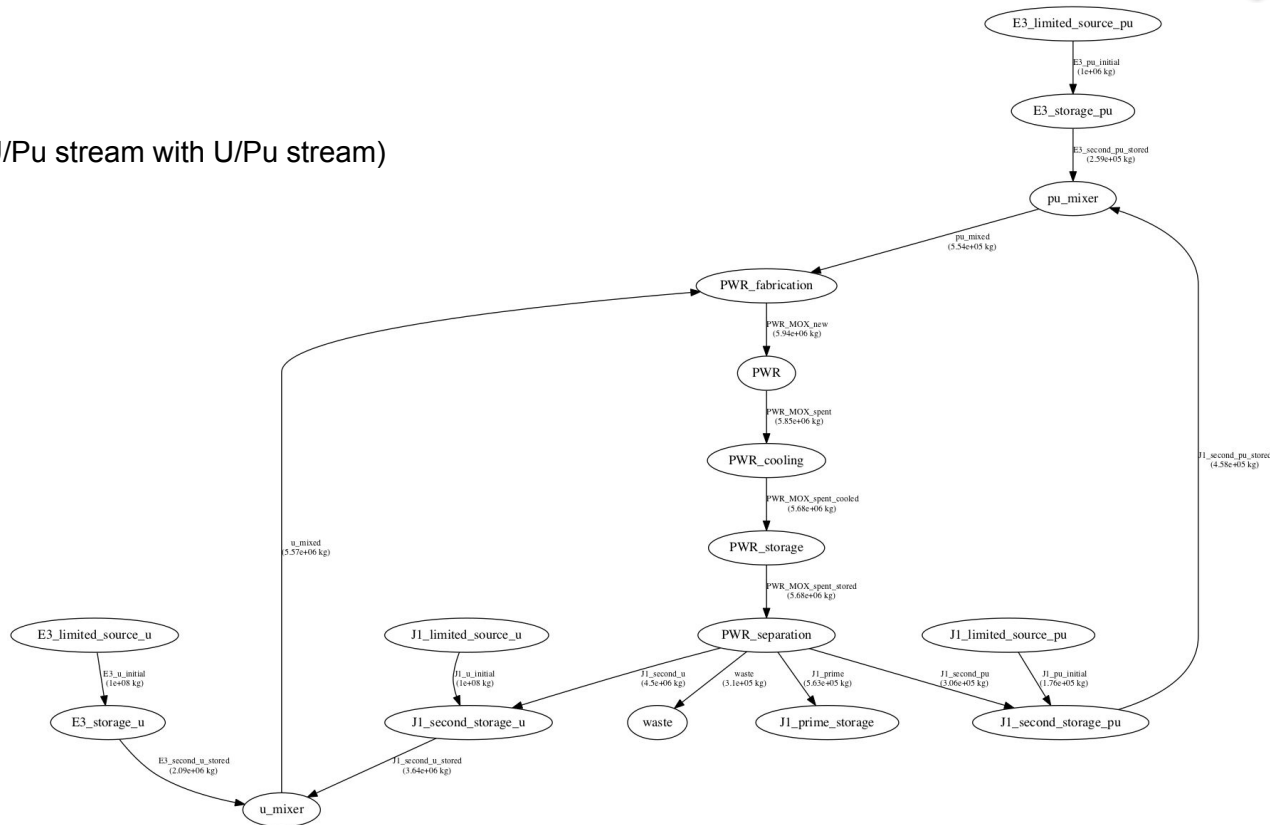 E3_limited_source_pu
E3_pu_initial
(1e+06 kg)
E3_storage_pu
/Pu stream with U/Pu stream)
E3_second_pu_stored
(2.59e+05 kg)
pu_mixer
pu_mixed
(5.54e+05 kg)
PWR_fabrication
PWR_MOX_new
(5.94e+06 kg)
PWR
PWR_MOX_spent
(5.85e+06 kg)
PWR_cooling
J1_second_pu_stored
(4.58e+05 kg)
PWR_MOX_spent_cooled
(5.68e+06 kg)
u_mixed
(5.57e+06 kg)
PWR_storage
PWR_MOX_spent_stored
(5.68e+06 kg)
E3_limited_source_u
J1_limited_source_u
PWR_separation
J1_limited_source_pu
E3_u_initial
(1e+08 kg)
J1_u_initial
(1e+08 kg)
J1_second_u
(4.5e+06 kg)
waste
(3.1e+05 kg)
J1_prime
(5.63e+05 kg)
J1_second_pu
(3.06e+05 kg)
J1_pu_initial
(1.76e+05 kg)
E3_storage_u
J1_second_storage_u
waste
J1_prime_storage
J1_second_storage_pu
E3_second_u_stored
(2.09e+06 kg)
J1_second_u_stored
(3.64e+06 kg)
u_mixer